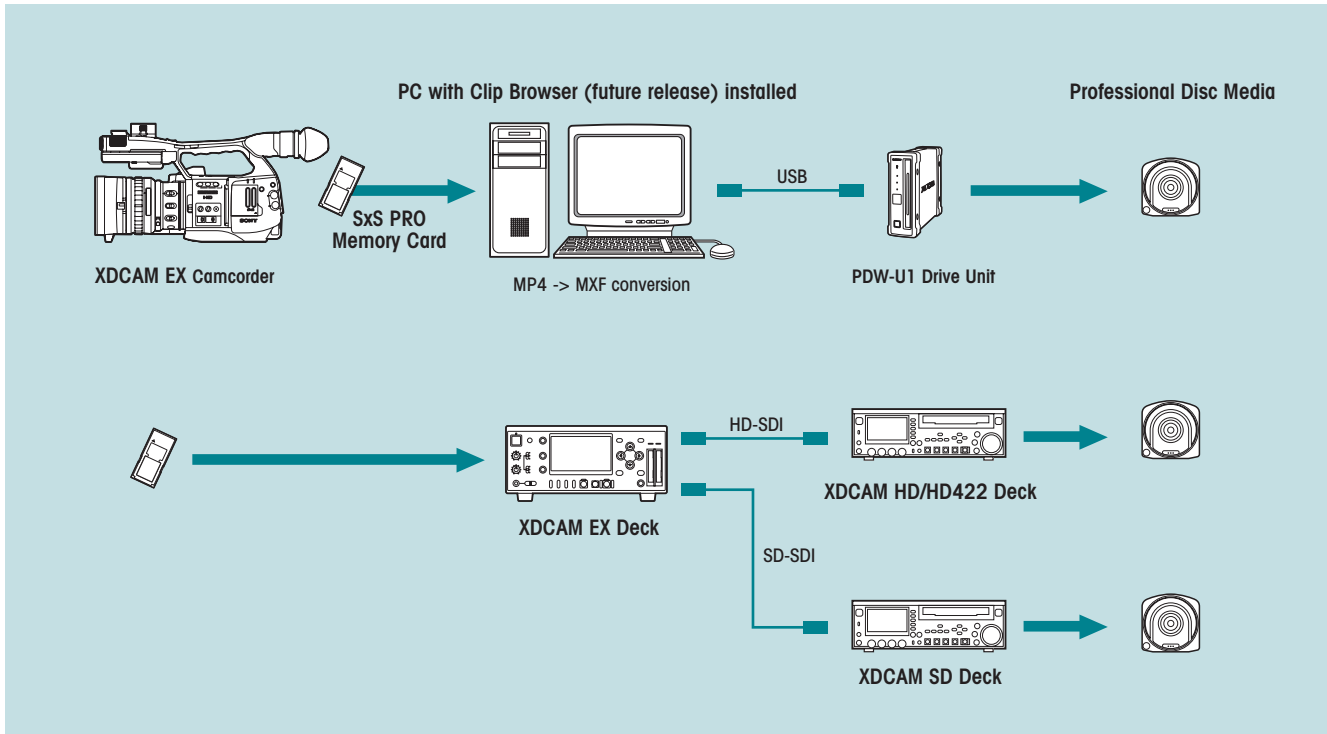 PC with Clip Browser (future release) installed
Professional Disc Media
USB
SxS PRO
Memory Card
SONY
XDCAM EX Camcorder
MP4 -> MXF conversion
PDW-U1 Drive Unit
HD-SDI
XDCAM HD/HD422 Deck
XDCAM EX Deck
SD-SDI
XDCAM SD Deck